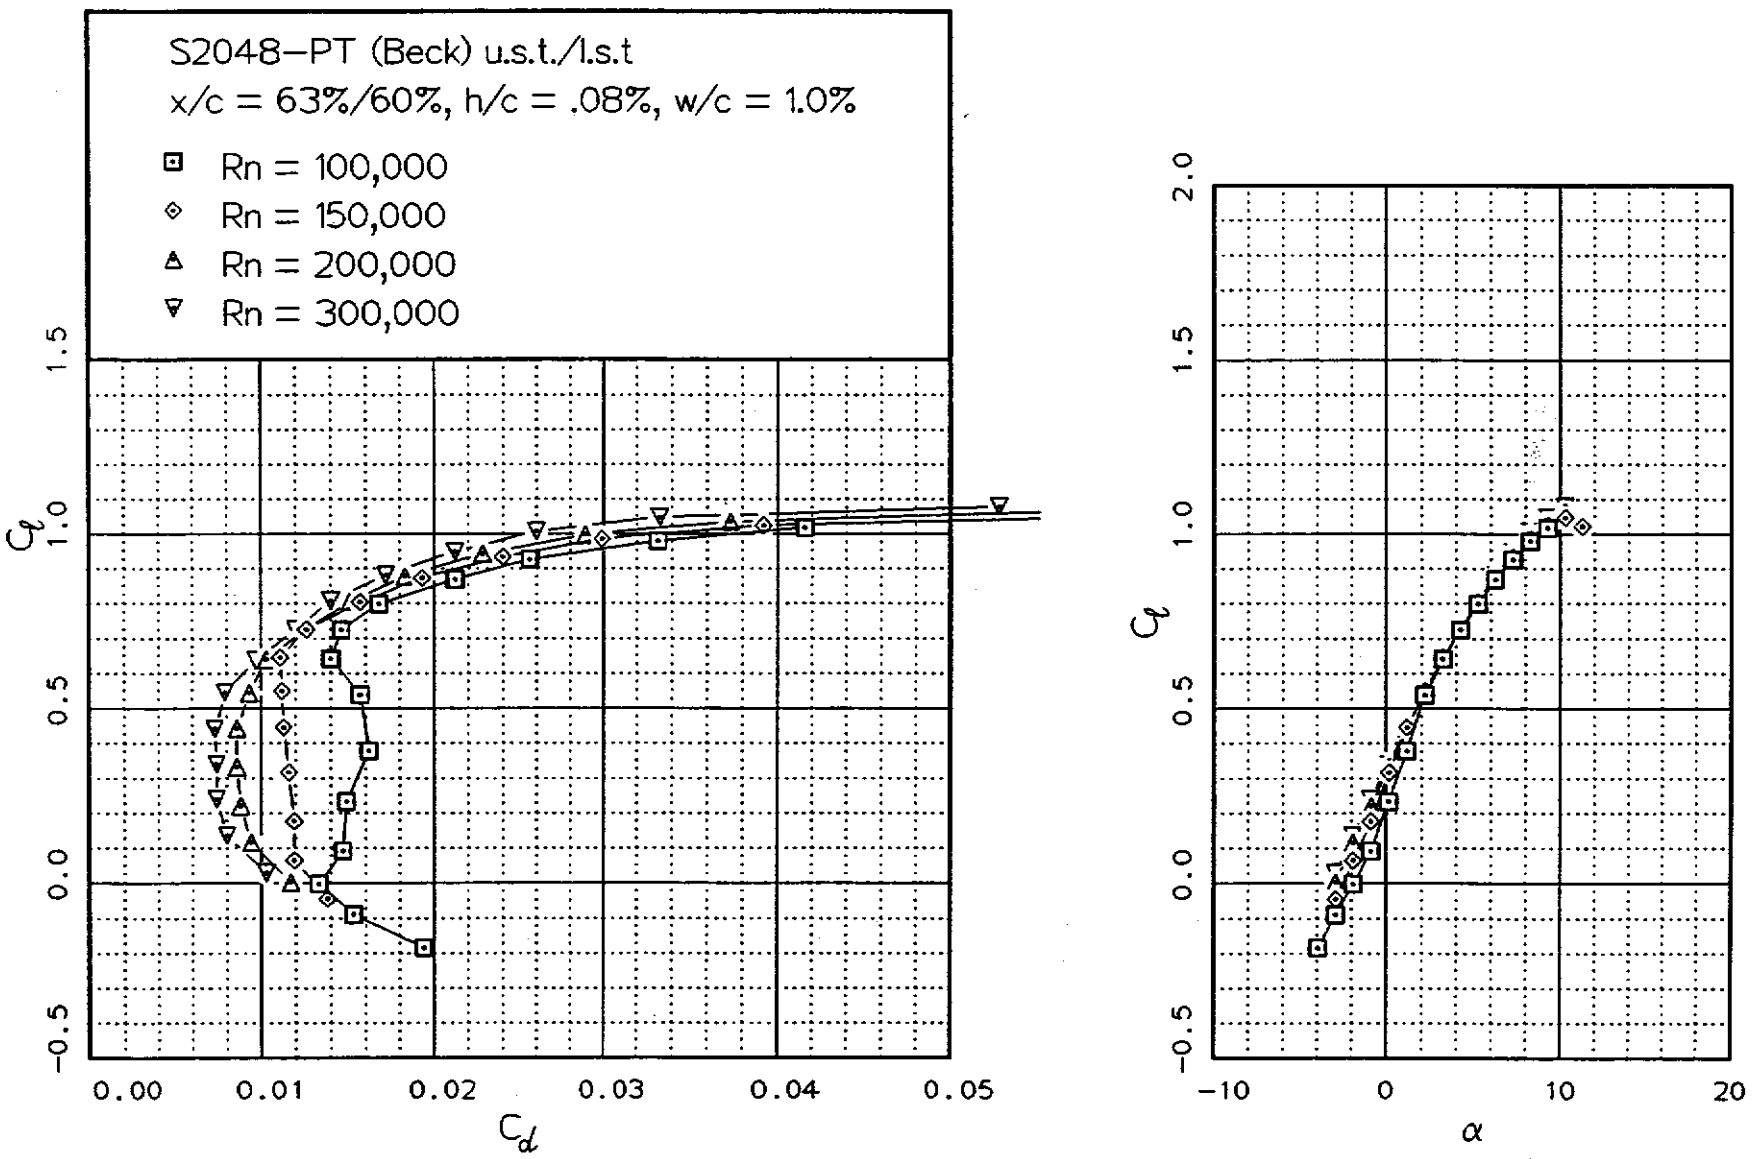 S2048-PT (Beck) u.s.t./l.s.t
x/c = 63%/60%, h/c = .08%, w/c = 1.0%
Rn = 100,000
Rn = 150,000
Rn = 200,000
Rn = 300,000
1.5
1.0
0.5
0.0
-0.5
Cℓ
0.00 0.01 0.02 0.03 0.04 0.05
Cd
2.0
1.5
1.0
0.5
0.0
-0.5
Cℓ
-10 0 10 20
α